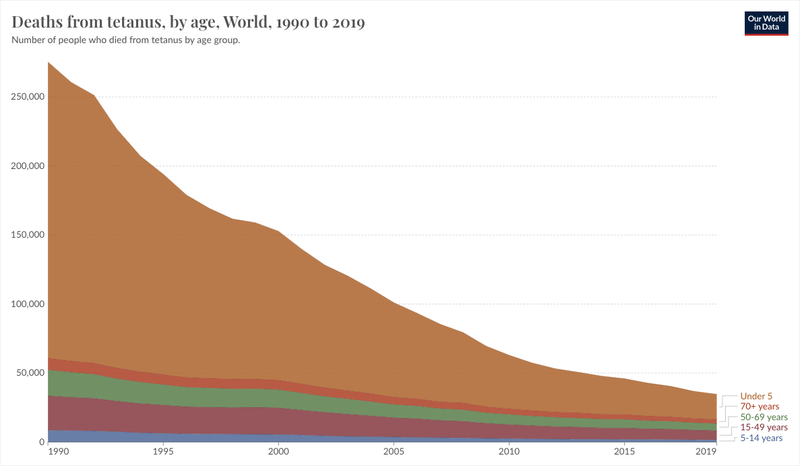 Deaths from tetanus, by age, World, 1990 to 2019
Number of people who died from tetanus by age group.
Our World
in Data
250,000
200,000
150,000
100,000
50,000
0
Under 5
70+ years
50-69 years
15-49 years
5-14 years
1990
1995
2000
2005
2010
2015
2019